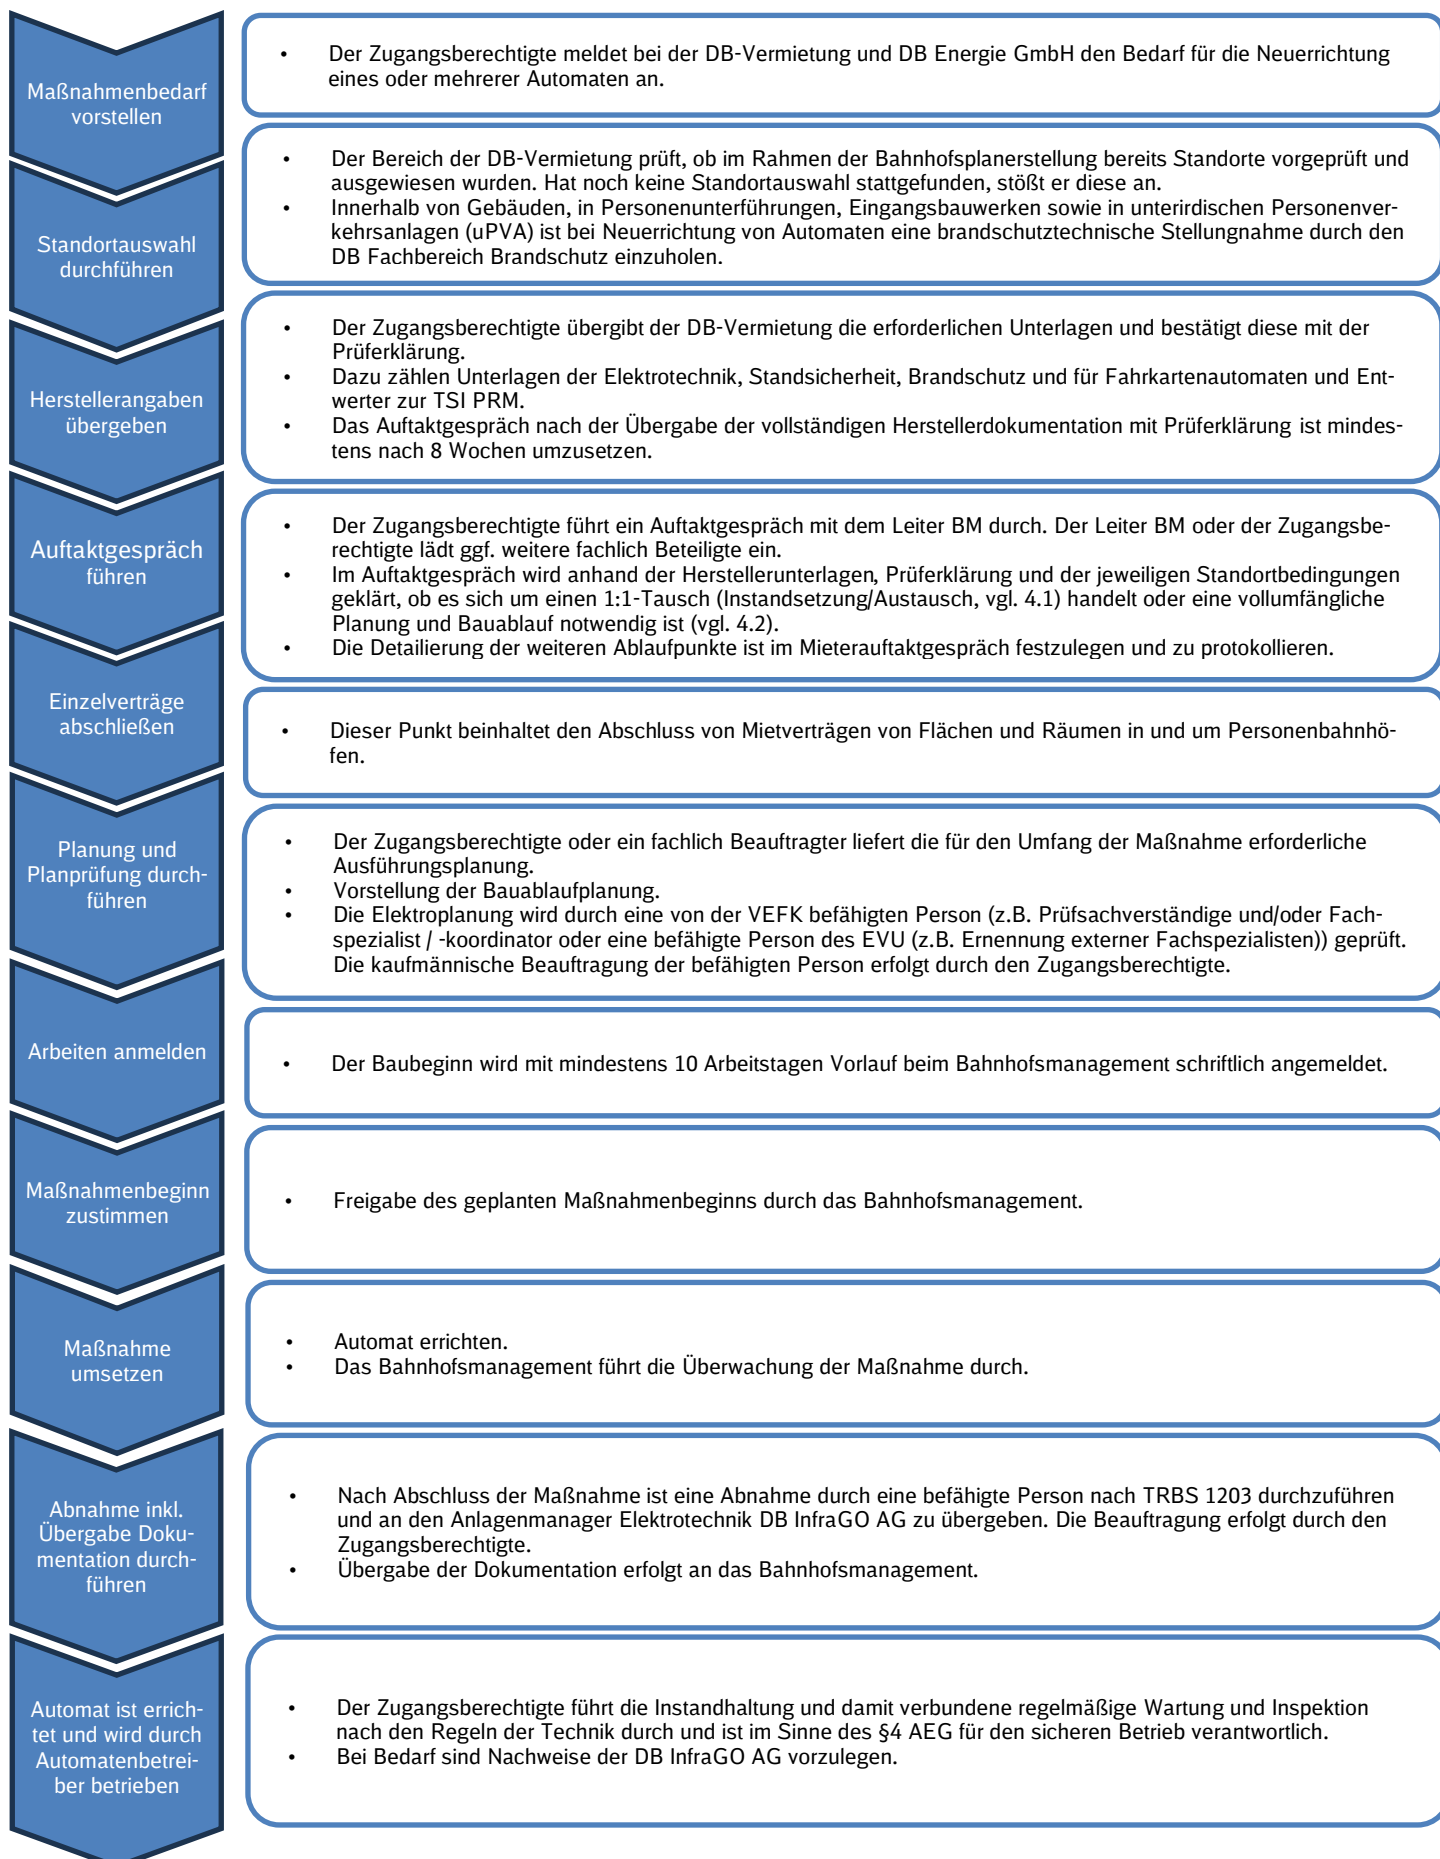 Maßnahmenbedarf
vorstellen
• Der Zugangsberechtigte meldet bei der DB-Vermietung und DB Energie GmbH den Bedarf für die Neuerrichtung
eines oder mehrerer Automaten an.
Standortauswahl
durchführen
• Der Bereich der DB-Vermietung prüft, ob im Rahmen der Bahnhofsplanerstellung bereits Standorte vorgeprüft und
ausgewiesen wurden. Hat noch keine Standortauswahl stattgefunden, stößt er diese an.
• Innerhalb von Gebäuden, in Personenunterführungen, Eingangsbauwerken sowie in unterirdischen Personenver-
kehrsanlagen (uPVA) ist bei Neuerrichtung von Automaten eine brandschutztechnische Stellungnahme durch den
DB Fachbereich Brandschutz einzuholen.
Herstellerangaben
übergeben
• Der Zugangsberechtigte übergibt der DB-Vermietung die erforderlichen Unterlagen und bestätigt diese mit der
Prüferklärung.
• Dazu zählen Unterlagen der Elektrotechnik, Standsicherheit, Brandschutz und für Fahrkartenautomaten und Ent-
werter zur TSI PRM.
• Das Auftaktgespräch nach der Übergabe der vollständigen Herstellerdokumentation mit Prüferklärung ist mindes-
tens nach 8 Wochen umzusetzen.
Auftaktgespräch
führen
• Der Zugangsberechtigte führt ein Auftaktgespräch mit dem Leiter BM durch. Der Leiter BM oder der Zugangsbe-
rechtigte lädt ggf. weitere fachlich Beteiligte ein.
• Im Auftaktgespräch wird anhand der Herstellerunterlagen, Prüferklärung und der jeweiligen Standortbedingungen
geklärt, ob es sich um einen 1:1-Tausch (Instandsetzung/Austausch, vgl. 4.1) handelt oder eine vollumfängliche
Planung und Bauablauf notwendig ist (vgl. 4.2).
• Die Detailierung der weiteren Ablaufpunkte ist im Mieterauftaktgespräch festzulegen und zu protokollieren.
Einzelverträge
abschließen
• Dieser Punkt beinhaltet den Abschluss von Mietverträgen von Flächen und Räumen in und um Personenbahnhö-
fen.
Planung und
Planprüfung durch-
führen
• Der Zugangsberechtigte oder ein fachlich Beauftragter liefert die für den Umfang der Maßnahme erforderliche
Ausführungsplanung.
• Vorstellung der Bauablaufplanung.
• Die Elektroplanung wird durch eine von der VEFK befähigten Person (z.B. Prüfsachverständige und/oder Fach-
spezialist / -koordinator oder eine befähigte Person des EVU (z.B. Ernennung externer Fachspezialisten)) geprüft.
Die kaufmännische Beauftragung der befähigten Person erfolgt durch den Zugangsberechtigte.
Arbeiten anmelden
• Der Baubeginn wird mit mindestens 10 Arbeitstagen Vorlauf beim Bahnhofsmanagement schriftlich angemeldet.
Maßnahmenbeginn
zustimmen
• Freigabe des geplanten Maßnahmenbeginns durch das Bahnhofsmanagement.
Maßnahme
umsetzen
• Automat errichten.
• Das Bahnhofsmanagement führt die Überwachung der Maßnahme durch.
Abnahme inkl.
Übergabe Doku-
mentation durch-
führen
• Nach Abschluss der Maßnahme ist eine Abnahme durch eine befähigte Person nach TRBS 1203 durchzuführen
und an den Anlagenmanager Elektrotechnik DB InfraGO AG zu übergeben. Die Beauftragung erfolgt durch den
Zugangsberechtigte.
• Übergabe der Dokumentation erfolgt an das Bahnhofsmanagement.
Automat ist errich-
tet und wird durch
Automatenbetrei-
ber betrieben
• Der Zugangsberechtigte führt die Instandhaltung und damit verbundene regelmäßige Wartung und Inspektion
nach den Regeln der Technik durch und ist im Sinne des §4 AEG für den sicheren Betrieb verantwortlich.
• Bei Bedarf sind Nachweise der DB InfraGO AG vorzulegen.